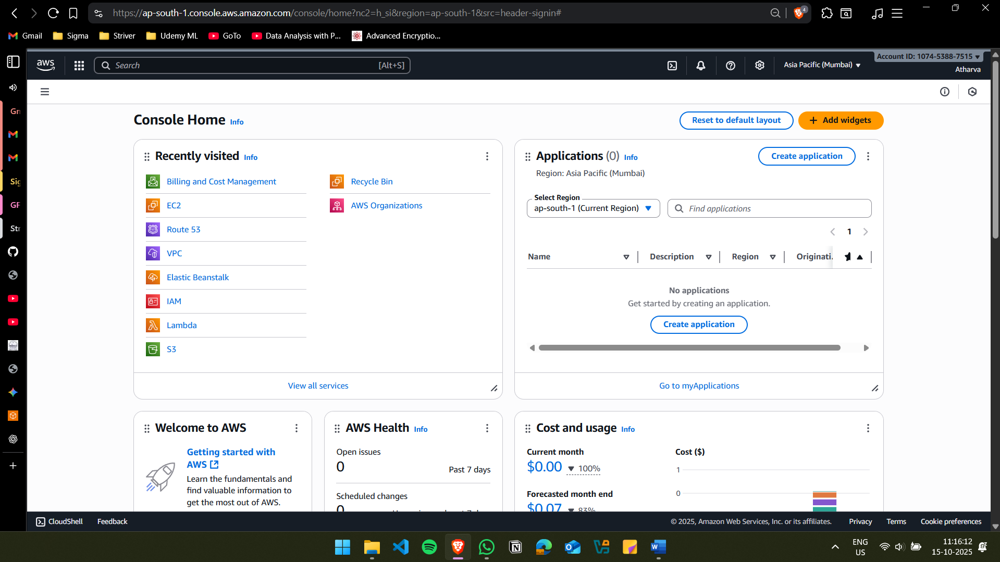 https://ap-south-1.console.aws.amazon.com/console/home?nc2=h_si&region=ap-south-1&src=header-signin#
4
Gmail
Sigma
Striver
Udemy ML
GoTo
Data Analysis with P...
Advanced Encryptio...
aws
Search
[Alt+S]
Asia Pacific (Mumbai)
Account ID: 1074-5388-7515
Atharva
Gm
Sig
GF
Str
Console Home Info
Reset to default layout
Add widgets
Recently visited Info
Billing and Cost Management
EC2
Route 53
VPC
Elastic Beanstalk
IAM
Lambda
S3
Recycle Bin
AWS Organizations
View all services
Applications (0) Info
Region: Asia Pacific (Mumbai)
Create application
Select Region
ap-south-1 (Current Region)
Find applications
1
Name
Description
Region
Originati.
No applications
Get started by creating an application.
Create application
Go to myApplications
Welcome to AWS
Getting started with
AWS
Learn the fundamentals and
find valuable information to
get the most out of AWS.
AWS Health Info
Open issues
0
Past 7 days
Scheduled changes
0
Cost and usage Info
Current month
$0.00 100%
Forecasted month end
$0.07 83%
Cost ($)
1
0
CloudShell
Feedback
© 2025, Amazon Web Services, Inc. or its affiliates.
Privacy
Terms
Cookie preferences
ENG
US
11:16:12
15-10-2025